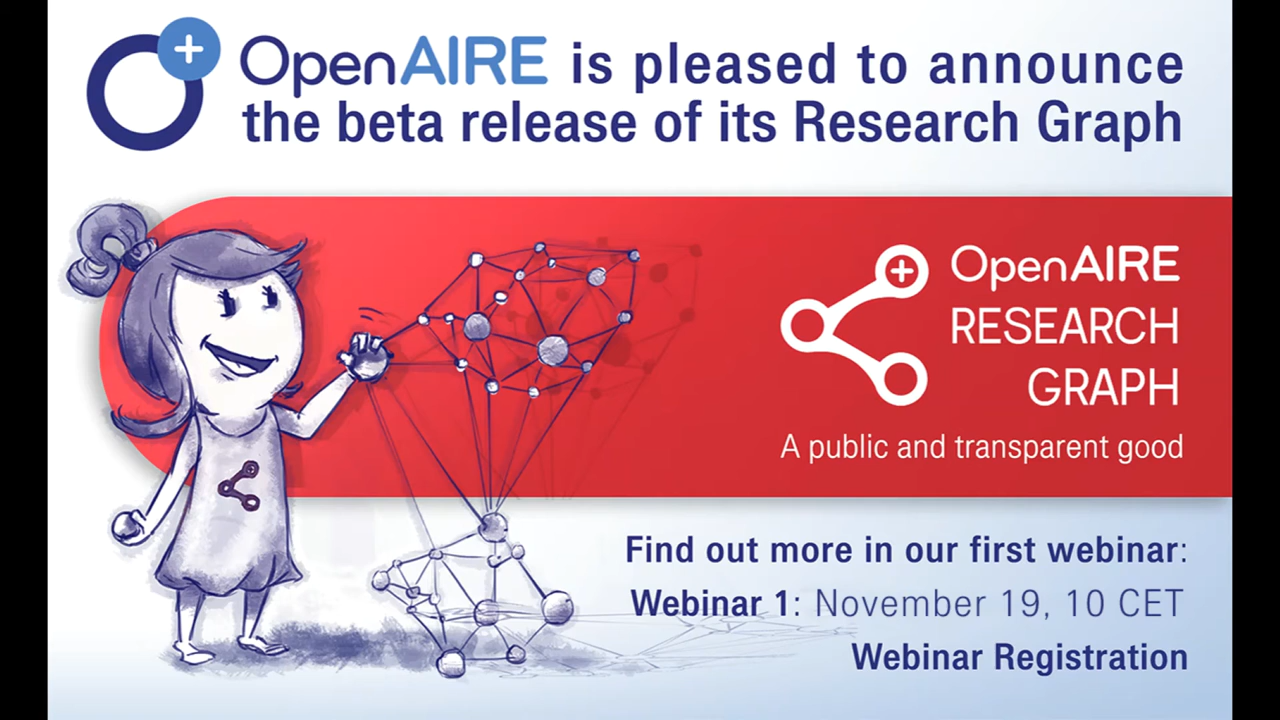 OpenAIRE is pleased to announce
the beta release of its Research Graph
OpenAIRE
RESEARCH
GRAPH
A public and transparent good
Find out more in our first webinar:
Webinar 1: November 19, 10 CET
Webinar Registration